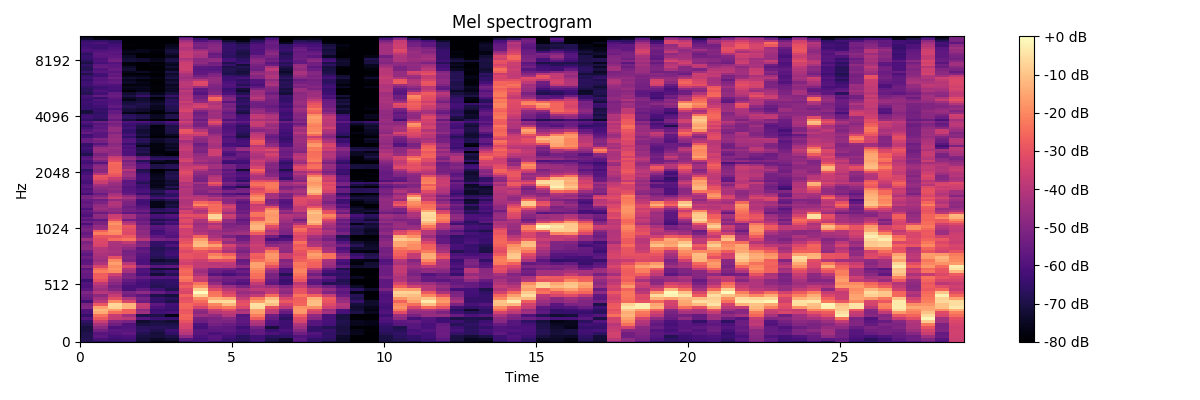 Mel spectrogram
8192
4096
2048
1024
512
0
Hz
0 5 10 15 20 25
Time
+0 dB
-10 dB
-20 dB
-30 dB
-40 dB
-50 dB
-60 dB
-70 dB
-80 dB